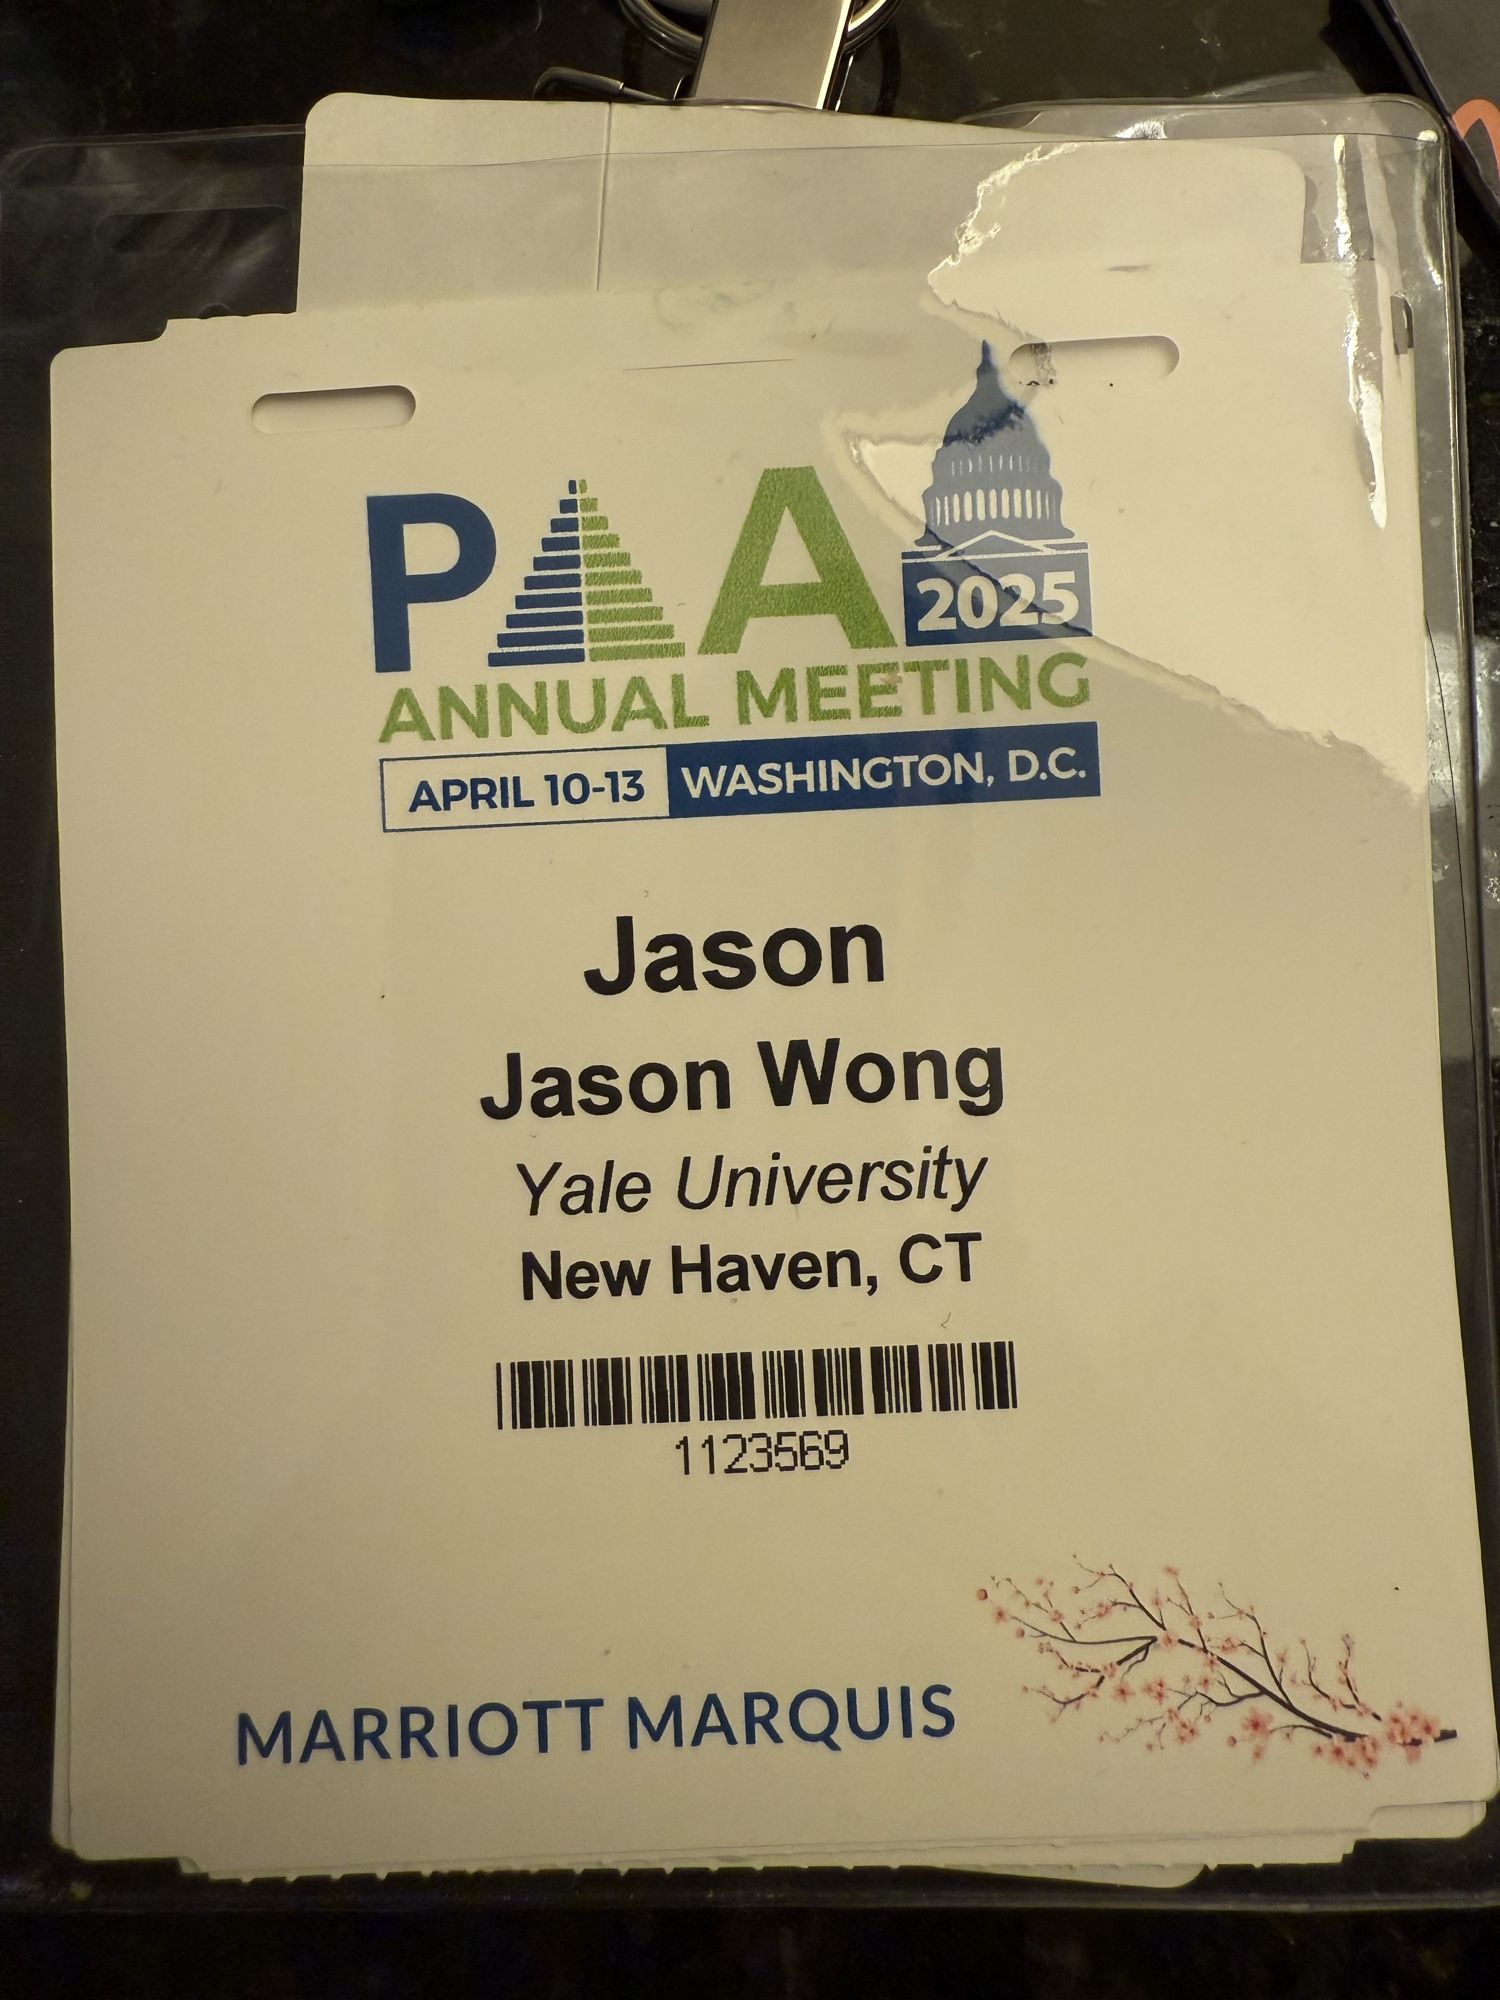 PAA
2025
ANNUAL MEETING
APRIL 10-13 WASHINGTON, D.C.
Jason
Jason Wong
Yale University
New Haven, CT
1123569
MARRIOTT MARQUIS